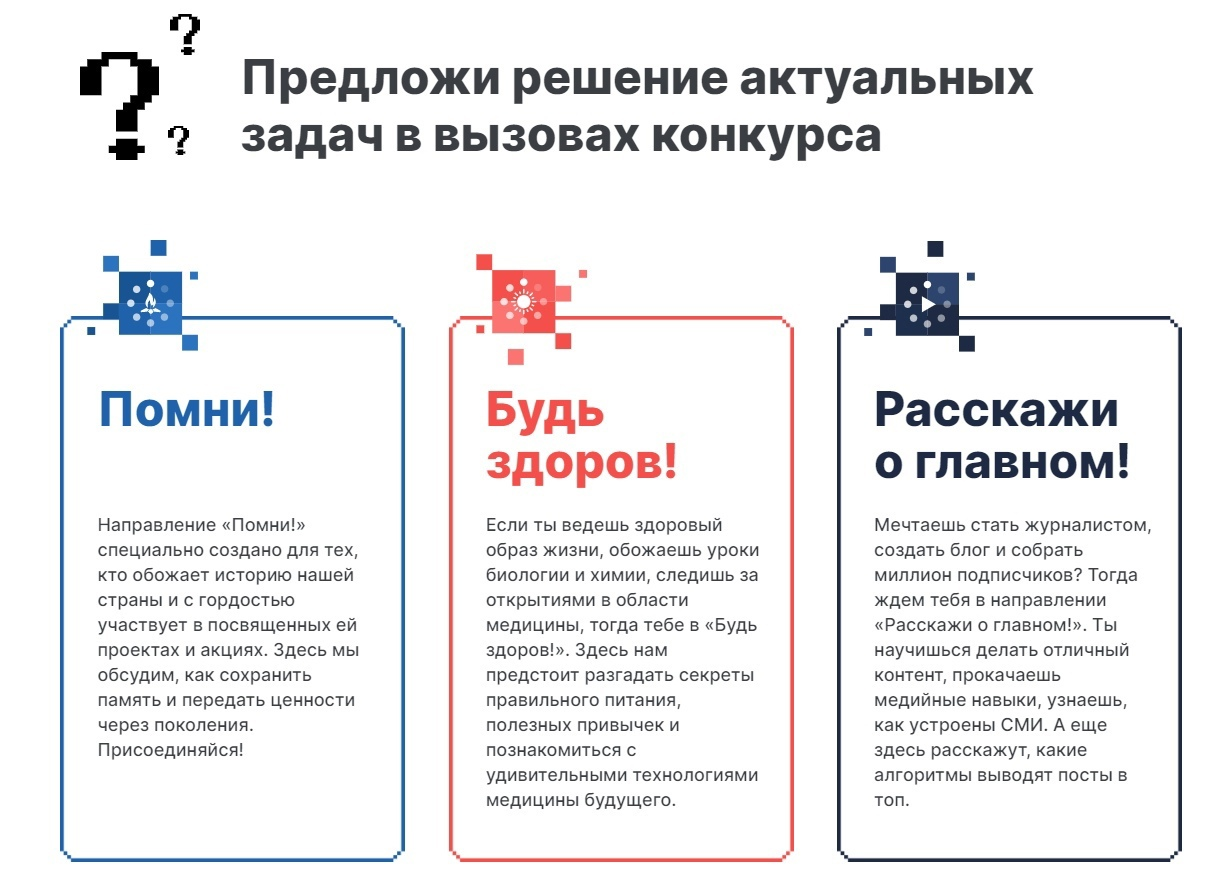 Предложи решение актуальных
задач в вызовах конкурса
Помни!
Направление «Помни!»
специально создано для тех,
кто обожает историю нашей
страны и с гордостью
участвует в посвященных ей
проектах и акциях. Здесь мы
обсудим, как сохранить
память и передать ценности
через поколения.
Присоединяйся!
Будь
здоров!
Если ты ведешь здоровый
образ жизни, обожаешь уроки
биологии и химии, следишь за
открытиями в области
медицины, тогда тебе в «Будь
здоров!». Здесь нам
предстоит разгадать секреты
правильного питания,
полезных привычек и
познакомиться с
удивительными технологиями
медицины будущего.
Расскажи
о главном!
Мечтаешь стать журналистом,
создать блог и собрать
миллион подписчиков? Тогда
ждем тебя в направлении
«Расскажи о главном!». Ты
научишься делать отличный
контент, прокачаешь
медийные навыки, узнаешь,
как устроены СМИ. А еще
здесь расскажут, какие
алгоритмы выводят посты в
топ.